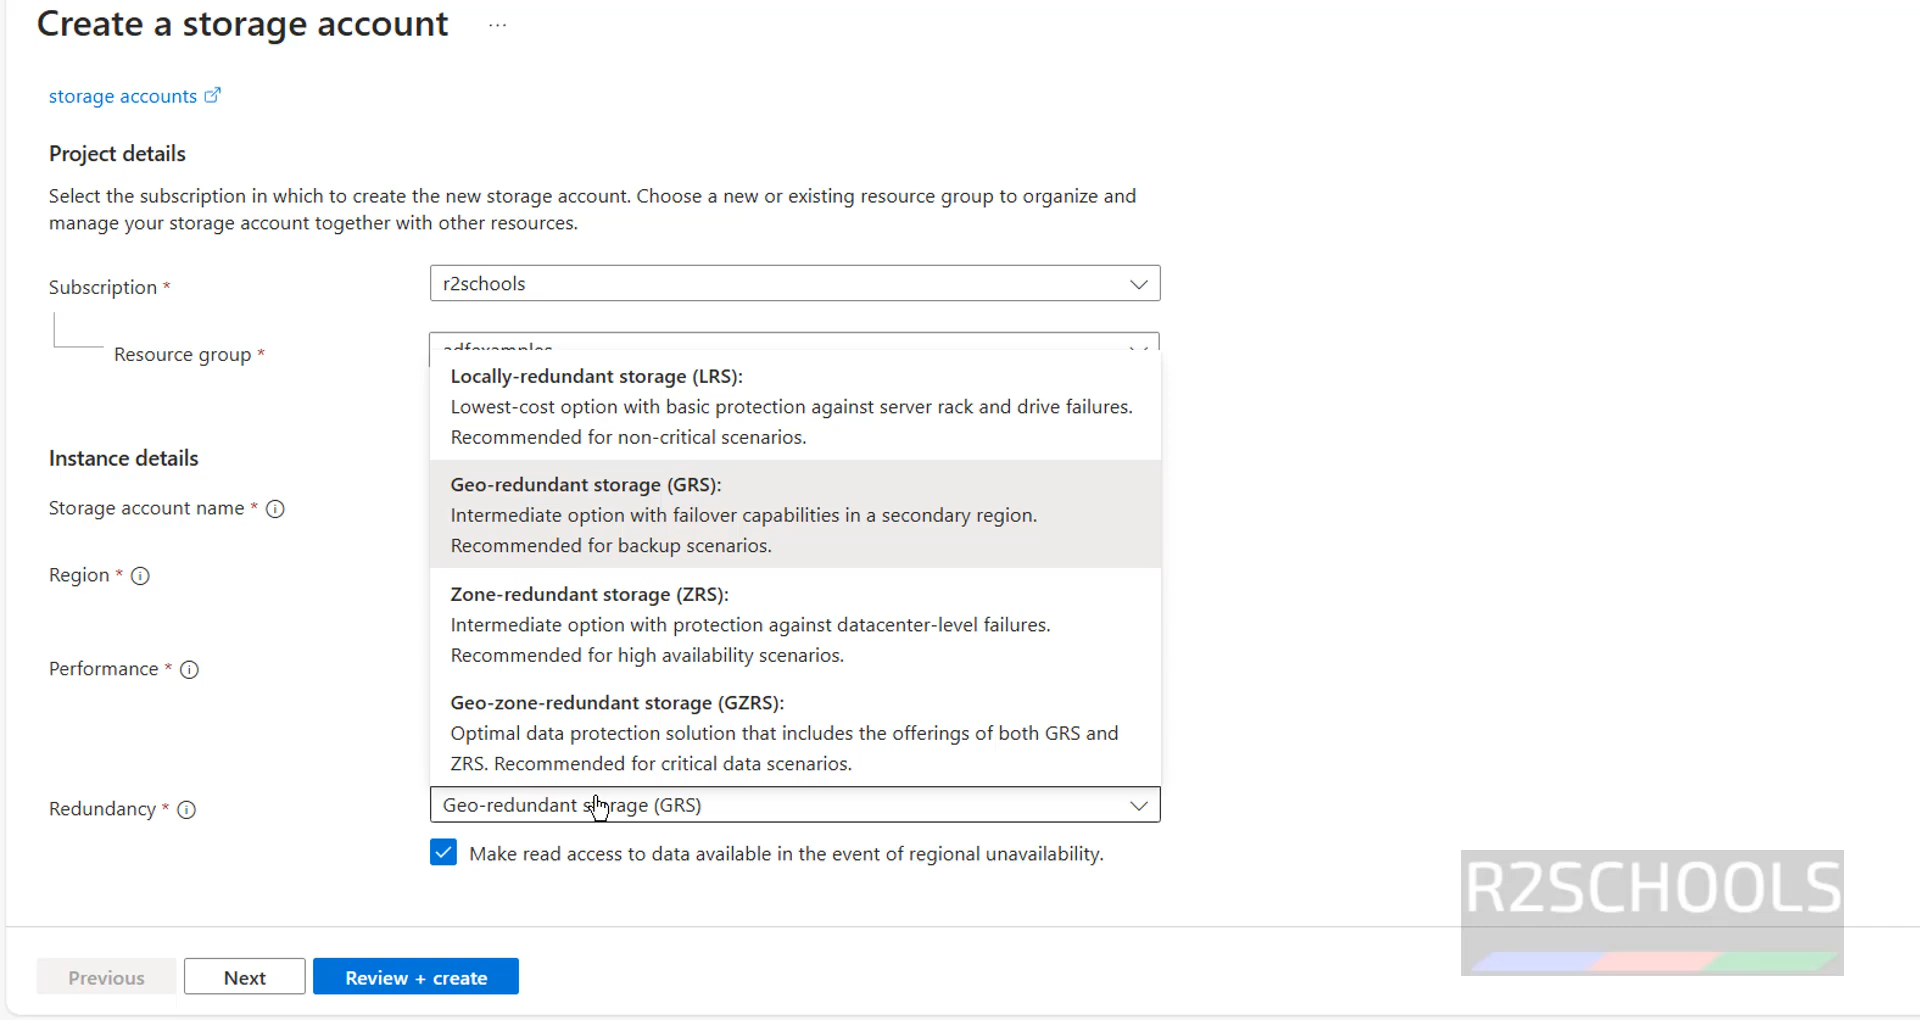 Create a storage account ...
storage accounts
Project details
Select the subscription in which to create the new storage account. Choose a new or existing resource group to organize and
manage your storage account together with other resources.
Subscription *
r2schools
Resource group *
adfexamples
Locally-redundant storage (LRS):
Lowest-cost option with basic protection against server rack and drive failures.
Recommended for non-critical scenarios.
Instance details
Geo-redundant storage (GRS):
Intermediate option with failover capabilities in a secondary region.
Recommended for backup scenarios.
Storage account name *
Region *
Zone-redundant storage (ZRS):
Intermediate option with protection against datacenter-level failures.
Recommended for high availability scenarios.
Performance *
Geo-zone-redundant storage (GZRS):
Optimal data protection solution that includes the offerings of both GRS and
ZRS. Recommended for critical data scenarios.
Redundancy *
Geo-redundant storage (GRS)
Make read access to data available in the event of regional unavailability.
R2SCHOOLS
Previous
Next
Review + create